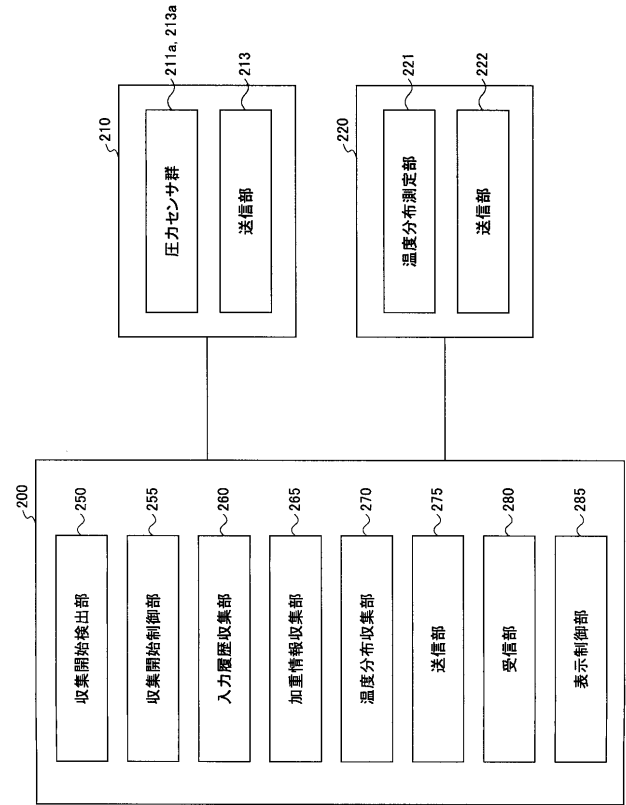 200
収集開始検出部
250
収集開始制御部
255
入力履歴収集部
260
加重情報収集部
265
温度分布収集部
270
送信部
275
受信部
280
表示制御部
285
210
圧力センサ群
211a, 213a
送信部
213
220
温度分布測定部
221
送信部
222